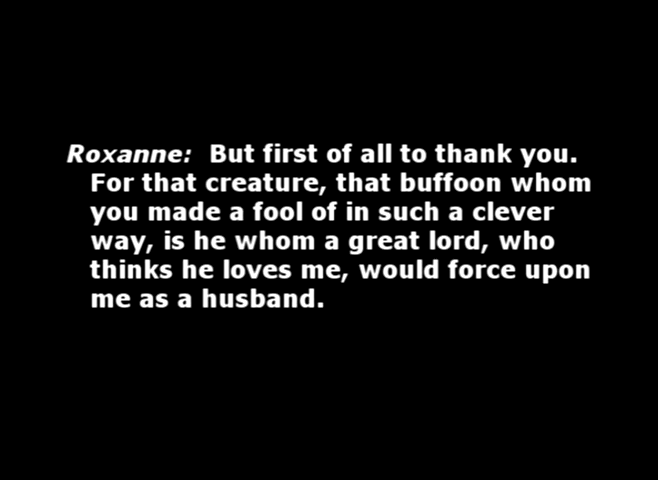 Roxanne: But first of all to thank you.
For that creature, that buffoon whom
you made a fool of in such a clever
way, is he whom a great lord, who
thinks he loves me, would force upon
me as a husband.